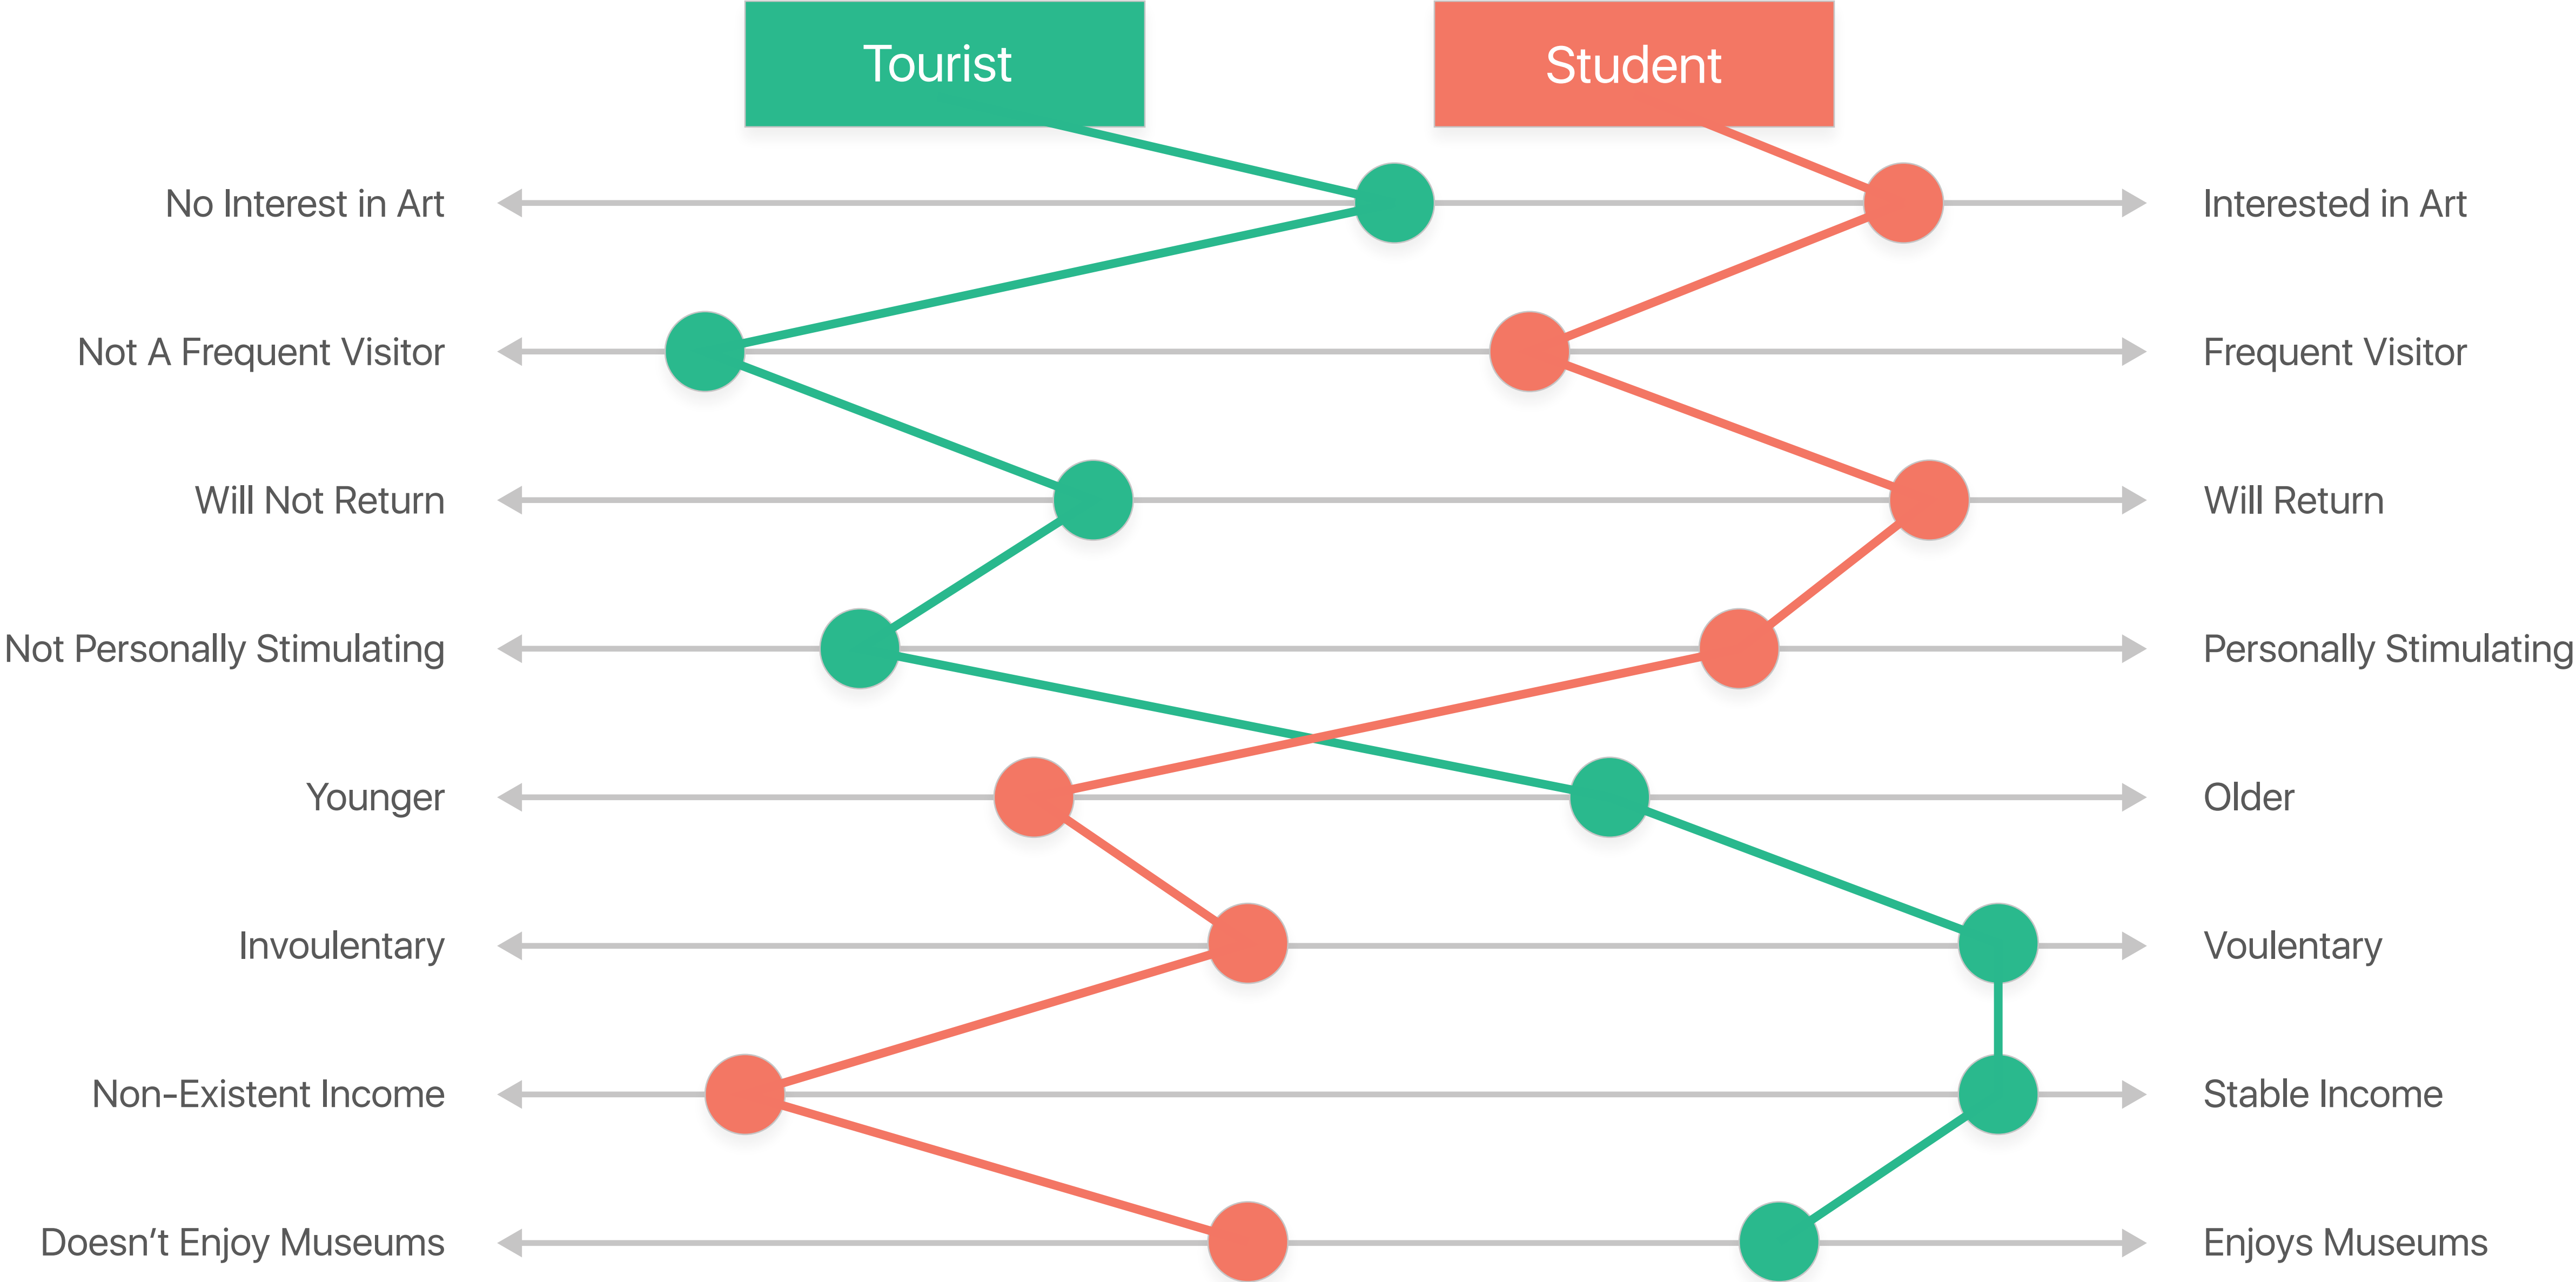 Tourist
Student
No Interest in Art
Interested in Art
Not A Frequent Visitor
Frequent Visitor
Will Not Return
Will Return
Not Personally Stimulating
Personally Stimulating
Younger
Older
Invoulentary
Voulentary
Non-Existent Income
Stable Income
Doesn’t Enjoy Museums
Enjoys Museums